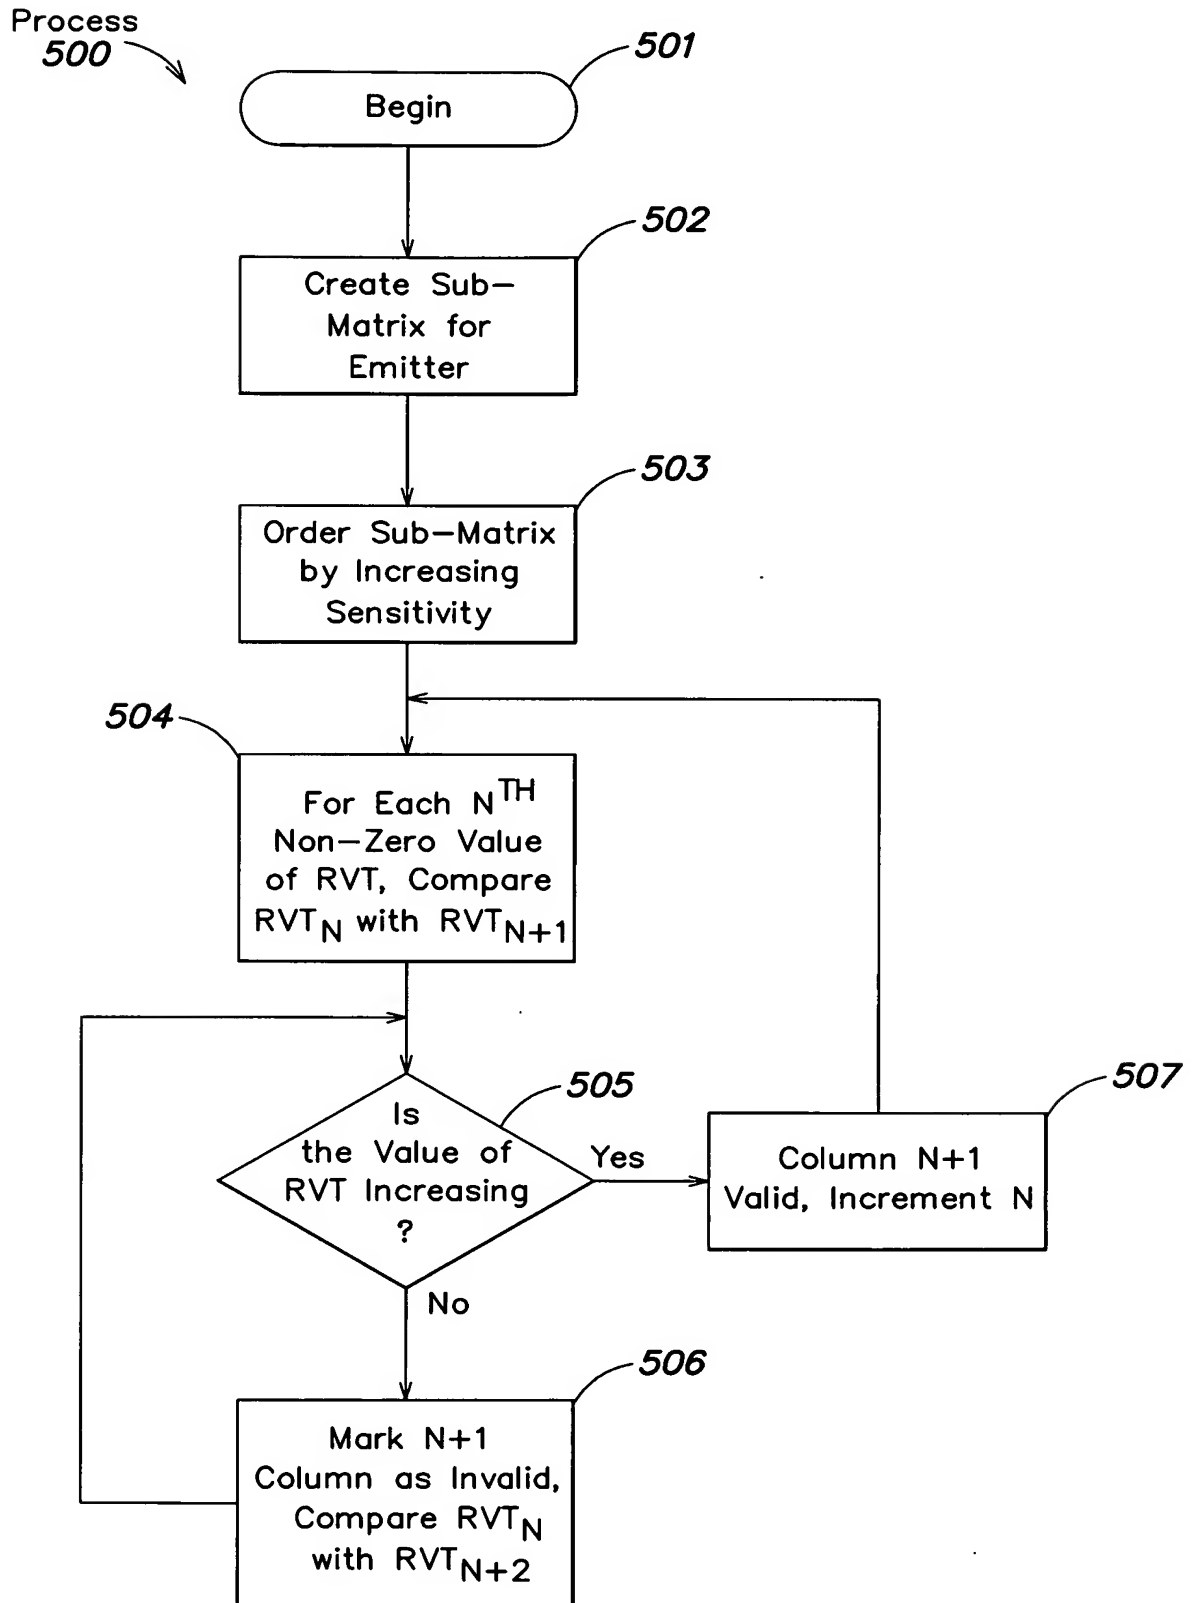 Process
500
501
Begin
502
Create Sub-
Matrix for
Emitter
503
Order Sub-Matrix
by Increasing
Sensitivity
504
For Each N^TH
Non-Zero Value
of RVT, Compare
RVT_N with RVT_N+1
505
Is
the Value of
RVT Increasing
?
Yes
507
Column N+1
Valid, Increment N
No
506
Mark N+1
Column as Invalid,
Compare RVT_N
with RVT_N+2